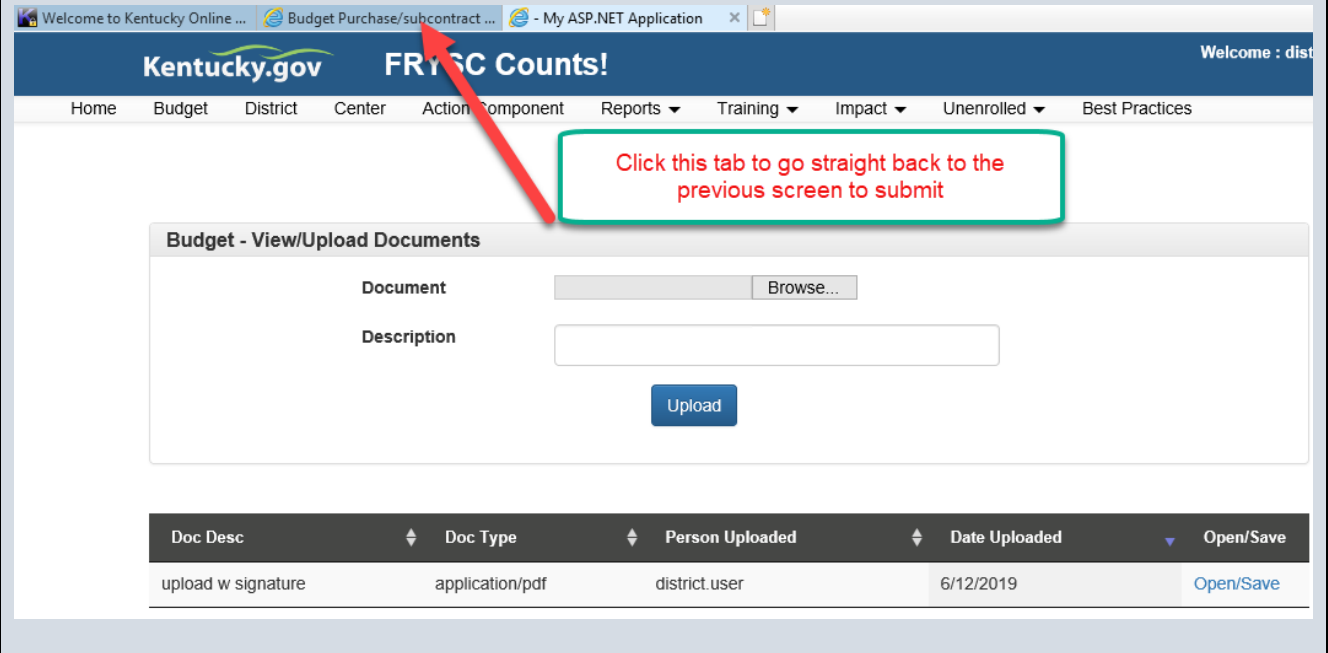 Welcome to Kentucky Online ... Budget Purchase/subcontract ... - My ASP.NET Application
Kentucky.gov FRYSC Counts! Welcome : dist
Home Budget District Center Action Component Reports Training Impact Unenrolled Best Practices
Click this tab to go straight back to the
previous screen to submit
Budget - View/Upload Documents
Document Browse...
Description
Upload
Doc Desc Doc Type Person Uploaded Date Uploaded Open/Save
upload w signature application/pdf district.user 6/12/2019 Open/Save